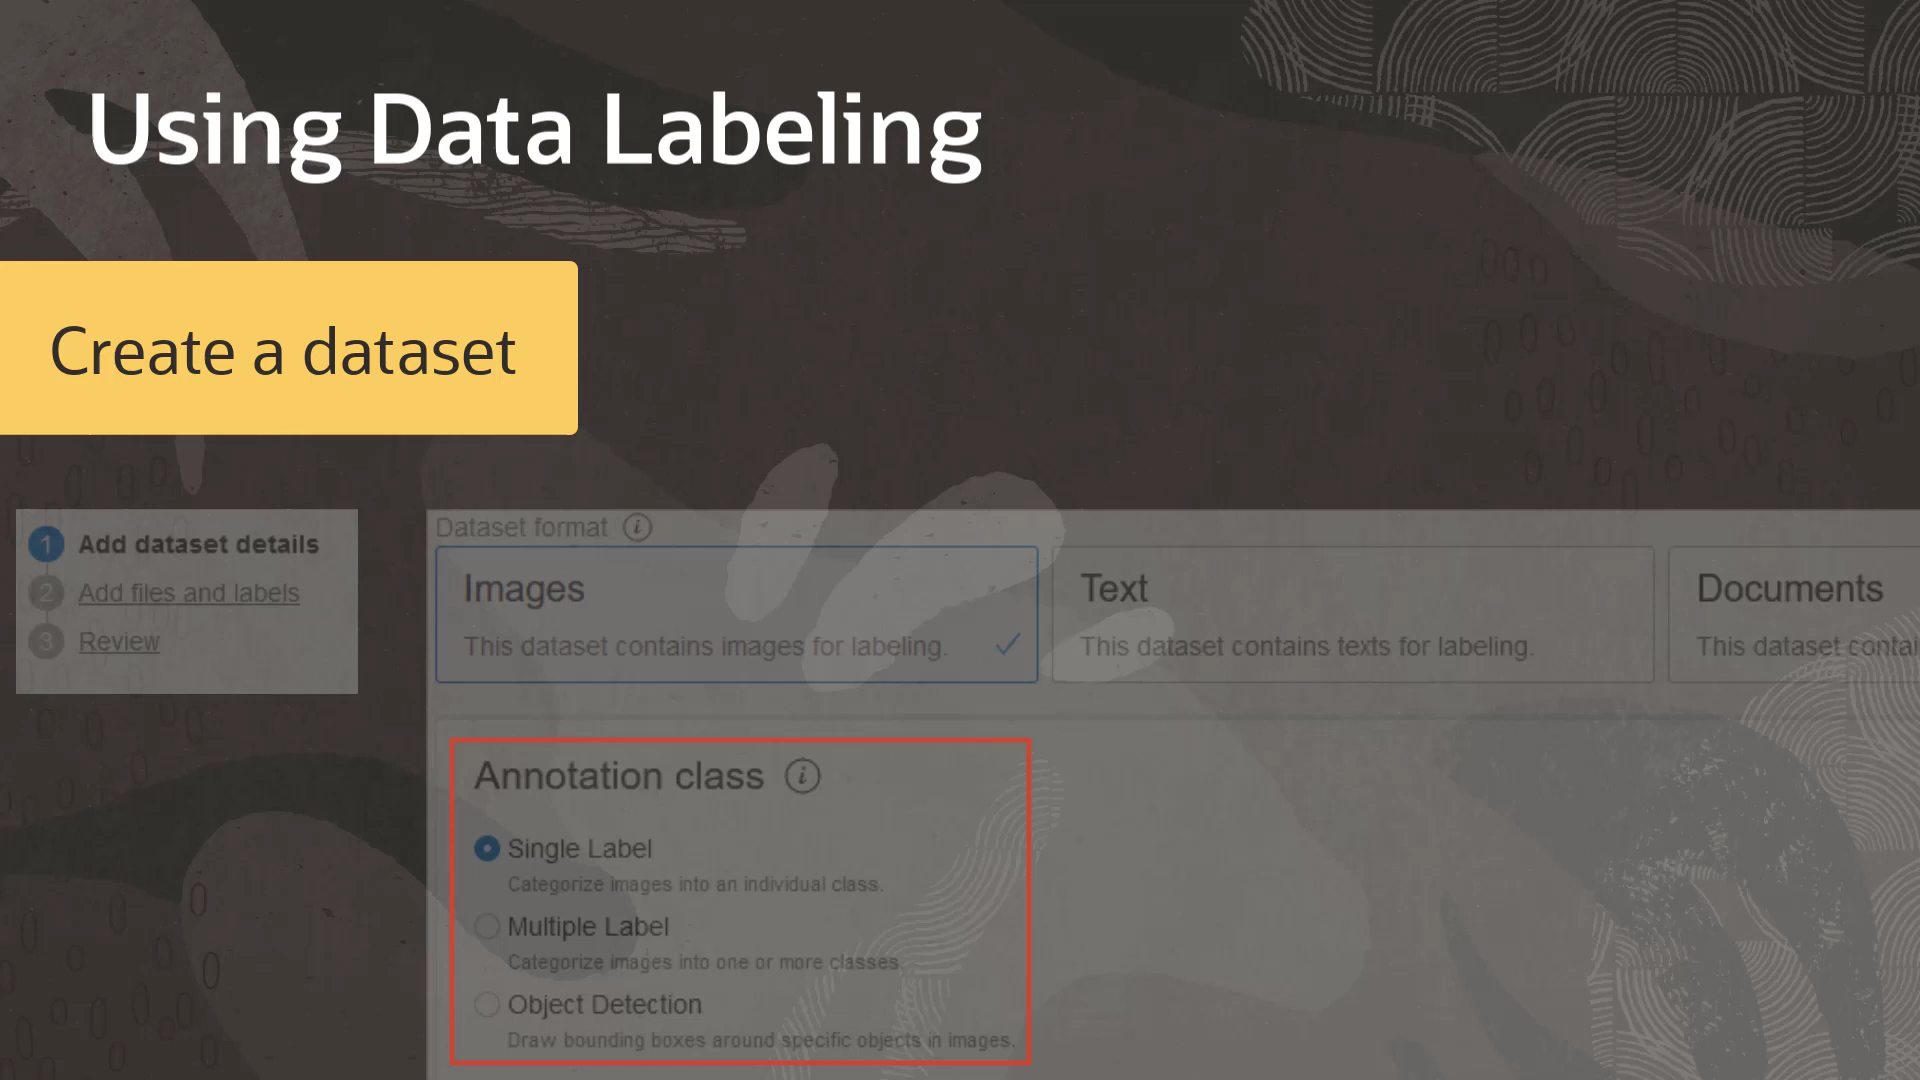 Using Data Labeling
Create a dataset
1 Add dataset details
2 Add files and labels
3 Review
Dataset format i
Images
This dataset contains images for labeling.
Text
This dataset contains texts for labeling.
Documents
This dataset contai
Annotation class i
Single Label
Categorize images into an individual class.
Multiple Label
Categorize images into one or more classes.
Object Detection
Draw bounding boxes around specific objects in images.